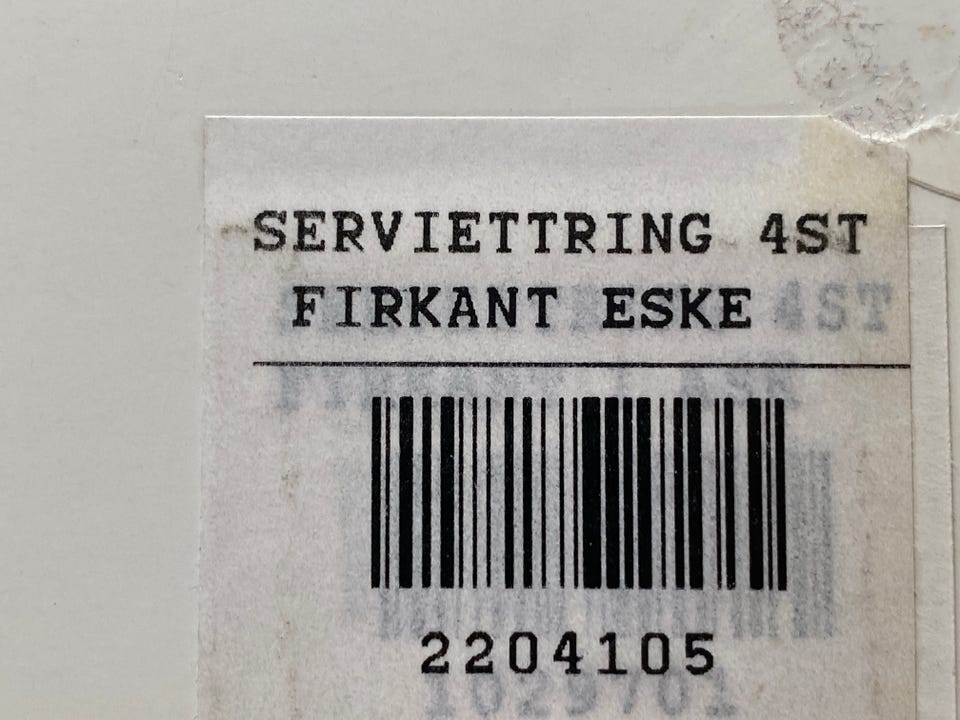 SERVIETTRING 4ST
FIRKANT ESKE
2204105